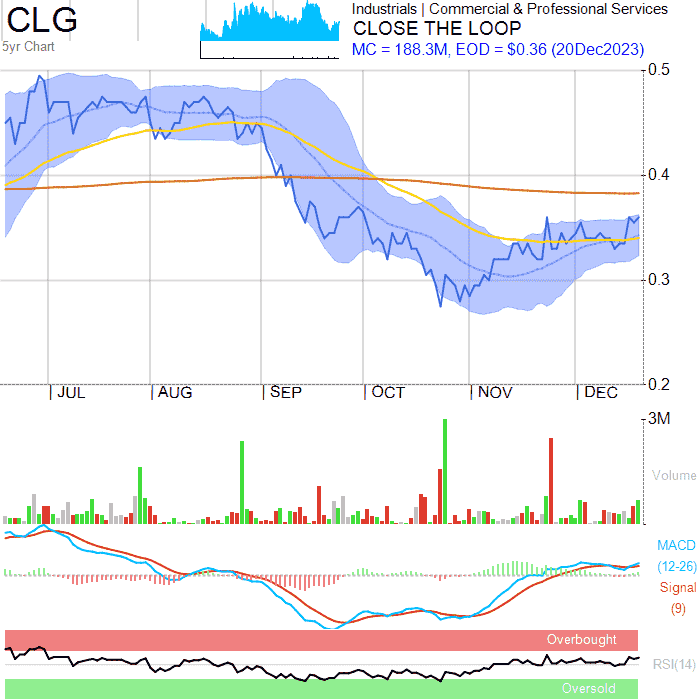 CLG
5yr Chart
Industrials | Commercial & Professional Services
CLOSE THE LOOP
MC = 188.3M, EOD = $0.36 (20Dec2023)
0.5
0.4
0.3
0.2
JUL AUG SEP OCT NOV DEC
3M
Volume
MACD
(12-26)
Signal
(9)
Overbought
RSI(14)
Oversold